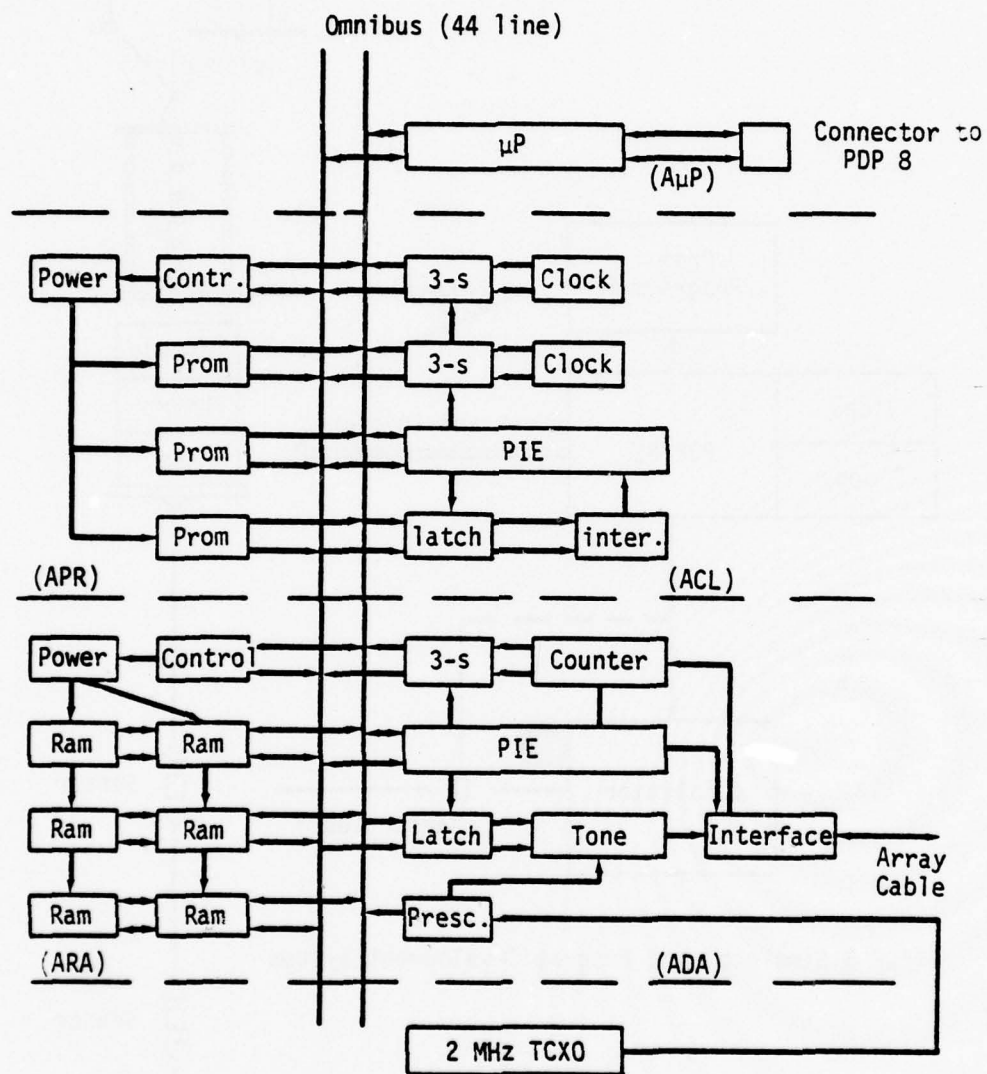 Omnibus (44 line)
μP
Connector to
PDP 8
(AμP)
Power
Contr.
3-s
Clock
Prom
3-s
Clock
Prom
PIE
Prom
latch
inter.
(APR)
(ACL)
Power
Control
3-s
Counter
Ram
Ram
PIE
Ram
Ram
Latch
Tone
Interface
Array
Cable
Ram
Ram
Presc.
(ARA)
(ADA)
2 MHz TCXO